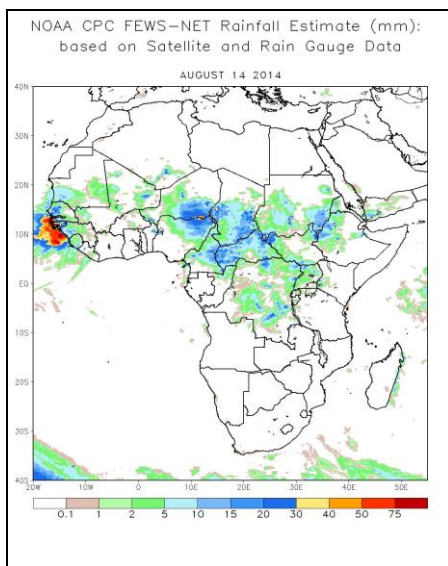 NOAA CPC FEWS-NET Rainfall Estimate (mm):
based on Satellite and Rain Gauge Data
AUGUST 14 2014
40N
30N
20N
10N
EQ
10S
20S
30S
40S
20W 10W 0 10E 20E 30E 40E 50E
0.1 1 2 5 10 15 20 30 40 50 75